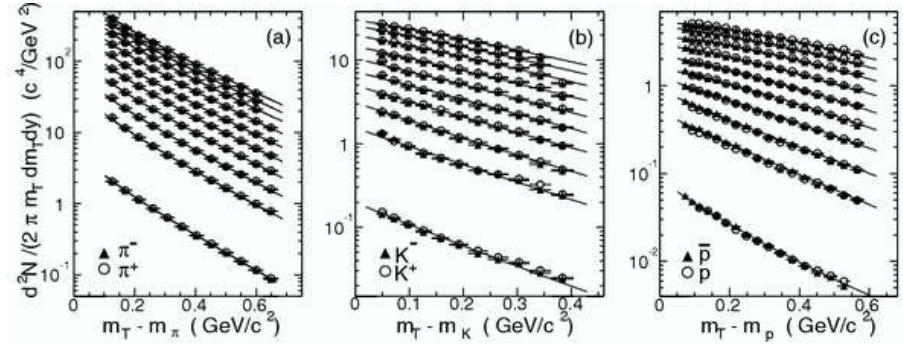 d²N/(2 π m_T dm_T dy) (c⁴/GeV²)
(a)
10²
10
1
10⁻¹
▲ π⁻
○ π⁺
0 0.2 0.4 0.6
m_T - m_π (GeV/c²)
(b)
10
1
10⁻¹
▲ K⁻
○ K⁺
0 0.1 0.2 0.3 0.4
m_T - m_K (GeV/c²)
(c)
1
10⁻¹
10⁻²
▲ p̅
○ p
0 0.1 0.2 0.3 0.4 0.5 0.6
m_T - m_p (GeV/c²)